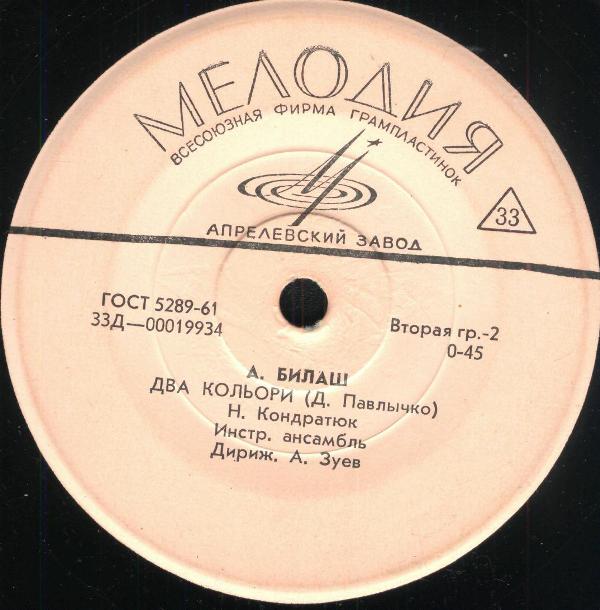 МЕЛОДИЯ
ВСЕСОЮЗНАЯ ФИРМА ГРАМПЛАСТИНОК
33
АПРЕЛЕВСКИЙ ЗАВОД
ГОСТ 5289-61
33Д—00019934
Вторая гр.-2
0-45
А. БИЛАШ
ДВА КОЛЬОРИ (Д. Павлычко)
Н. Кондратюк
Инстр. ансамбль
Дириж. А. Зуев